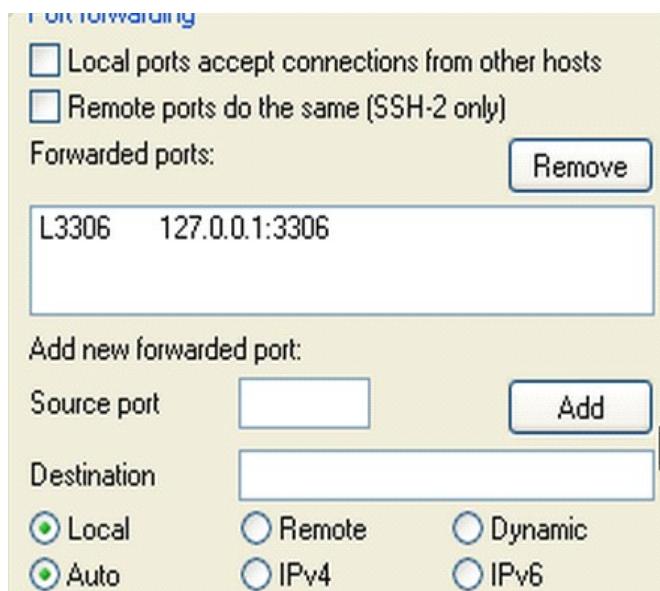 Port forwarding
Local ports accept connections from other hosts
Remote ports do the same (SSH-2 only)
Forwarded ports:
Remove
L3306 127.0.0.1:3306
Add new forwarded port:
Source port
Add
Destination
Local Remote Dynamic
Auto IPv4 IPv6